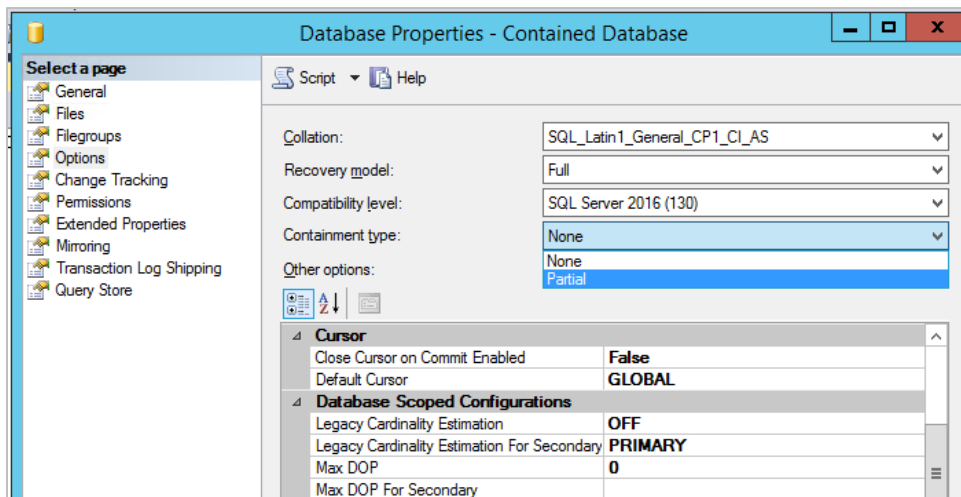 Database Properties - Contained Database
Select a page
General
Files
Filegroups
Options
Change Tracking
Permissions
Extended Properties
Mirroring
Transaction Log Shipping
Query Store
Script Help
Collation: SQL_Latin1_General_CP1_CI_AS
Recovery model: Full
Compatibility level: SQL Server 2016 (130)
Containment type: None
None
Partial
Other options:
Cursor
Close Cursor on Commit Enabled False
Default Cursor GLOBAL
Database Scoped Configurations
Legacy Cardinality Estimation OFF
Legacy Cardinality Estimation For Secondary PRIMARY
Max DOP 0
Max DOP For Secondary